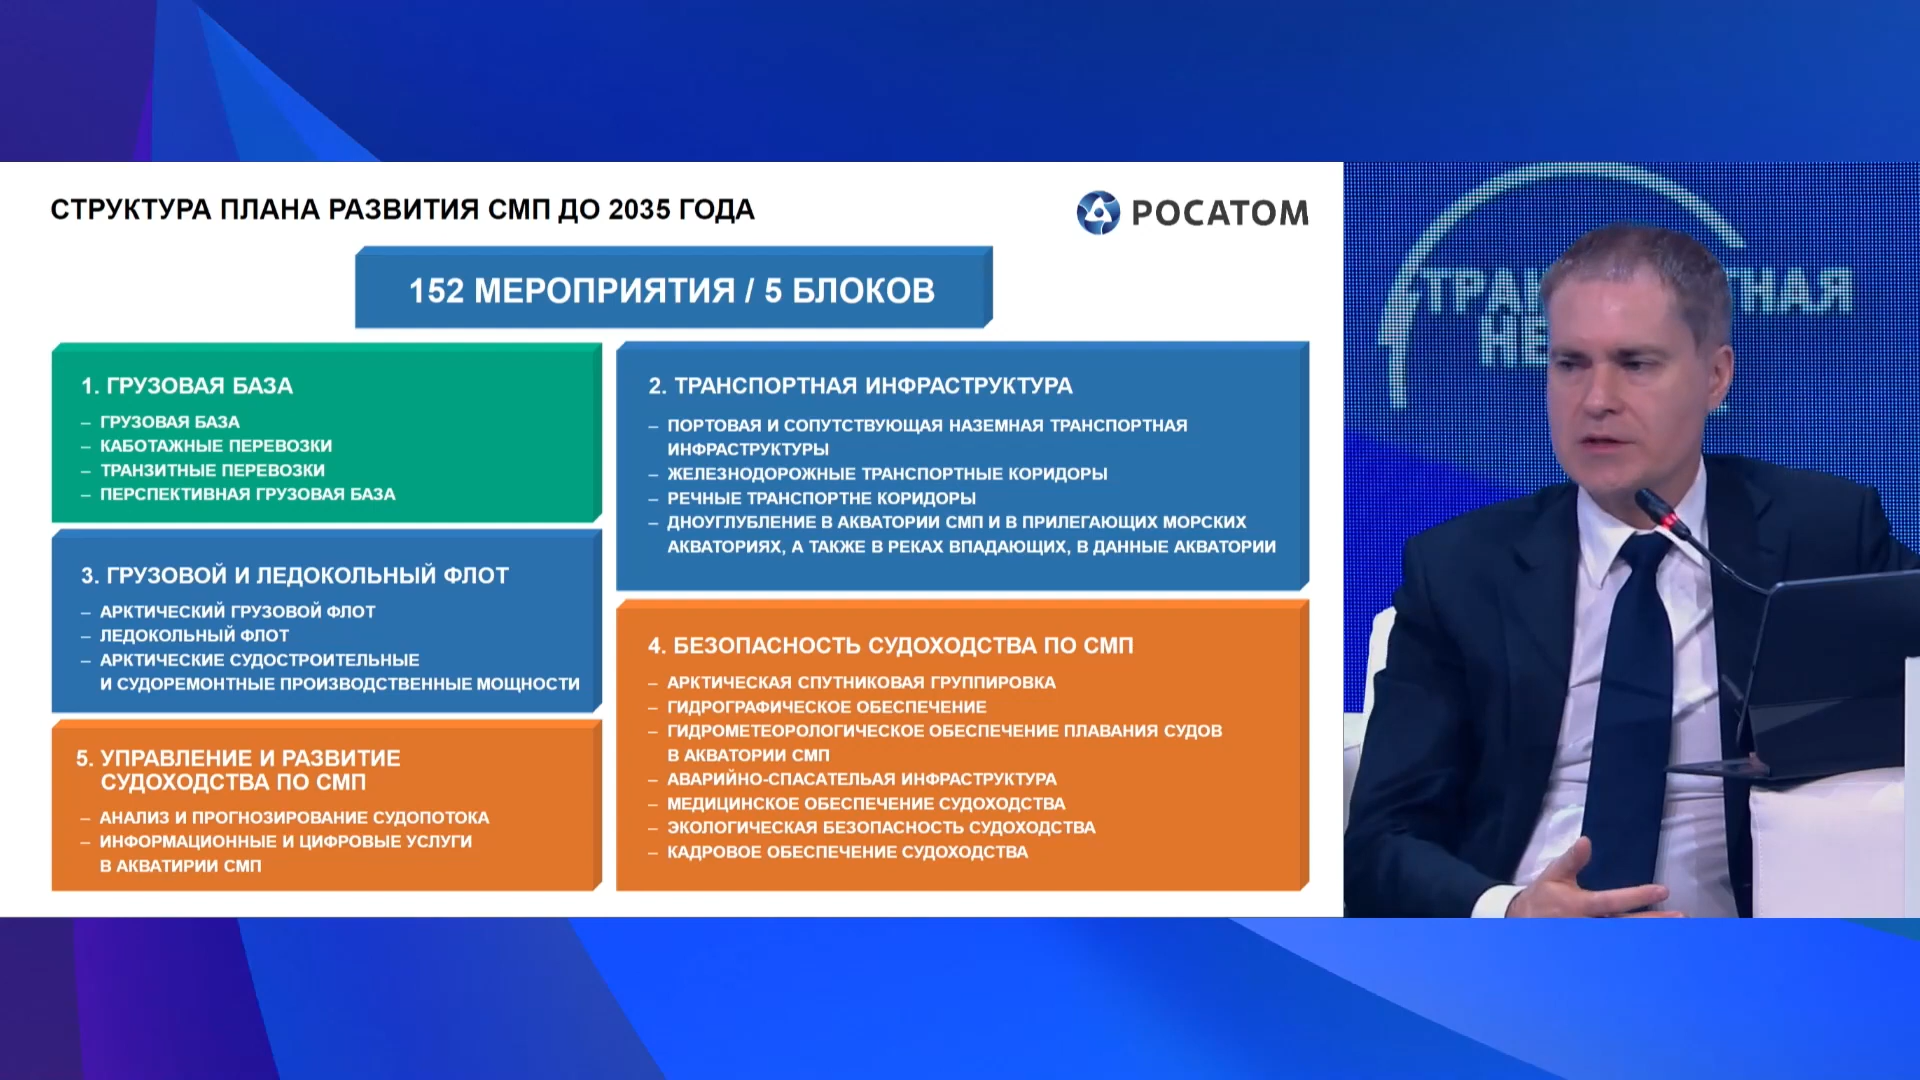 СТРУКТУРА ПЛАНА РАЗВИТИЯ СМП ДО 2035 ГОДА
РОСАТОМ
152 МЕРОПРИЯТИЯ / 5 БЛОКОВ
1. ГРУЗОВАЯ БАЗА
– ГРУЗОВАЯ БАЗА
– КАБОТАЖНЫЕ ПЕРЕВОЗКИ
– ТРАНЗИТНЫЕ ПЕРЕВОЗКИ
– ПЕРСПЕКТИВНАЯ ГРУЗОВАЯ БАЗА
2. ТРАНСПОРТНАЯ ИНФРАСТРУКТУРА
– ПОРТОВАЯ И СОПУТСТВУЮЩАЯ НАЗЕМНАЯ ТРАНСПОРТНАЯ
ИНФРАСТРУКТУРЫ
– ЖЕЛЕЗНОДОРОЖНЫЕ ТРАНСПОРТНЫЕ КОРИДОРЫ
– РЕЧНЫЕ ТРАНСПОРТНЕ КОРИДОРЫ
– ДНОУГЛУБЛЕНИЕ В АКВАТОРИИ СМП И В ПРИЛЕГАЮЩИХ МОРСКИХ
АКВАТОРИЯХ, А ТАКЖЕ В РЕКАХ ВПАДАЮЩИХ, В ДАННЫЕ АКВАТОРИИ
3. ГРУЗОВОЙ И ЛЕДОКОЛЬНЫЙ ФЛОТ
– АРКТИЧЕСКИЙ ГРУЗОВОЙ ФЛОТ
– ЛЕДОКОЛЬНЫЙ ФЛОТ
– АРКТИЧЕСКИЕ СУДОСТРОИТЕЛЬНЫЕ
И СУДОРЕМОНТНЫЕ ПРОИЗВОДСТВЕННЫЕ МОЩНОСТИ
4. БЕЗОПАСНОСТЬ СУДОХОДСТВА ПО СМП
– АРКТИЧЕСКАЯ СПУТНИКОВАЯ ГРУППИРОВКА
– ГИДРОГРАФИЧЕСКОЕ ОБЕСПЕЧЕНИЕ
– ГИДРОМЕТЕОРОЛОГИЧЕСКОЕ ОБЕСПЕЧЕНИЕ ПЛАВАНИЯ СУДОВ
В АКВАТОРИИ СМП
– АВАРИЙНО-СПАСАТЕЛЬАЯ ИНФРАСТРУКТУРА
– МЕДИЦИНСКОЕ ОБЕСПЕЧЕНИЕ СУДОХОДСТВА
– ЭКОЛОГИЧЕСКАЯ БЕЗОПАСНОСТЬ СУДОХОДСТВА
– КАДРОВОЕ ОБЕСПЕЧЕНИЕ СУДОХОДСТВА
5. УПРАВЛЕНИЕ И РАЗВИТИЕ
СУДОХОДСТВА ПО СМП
– АНАЛИЗ И ПРОГНОЗИРОВАНИЕ СУДОПОТОКА
– ИНФОРМАЦИОННЫЕ И ЦИФРОВЫЕ УСЛУГИ
В АКВАТИРИИ СМП